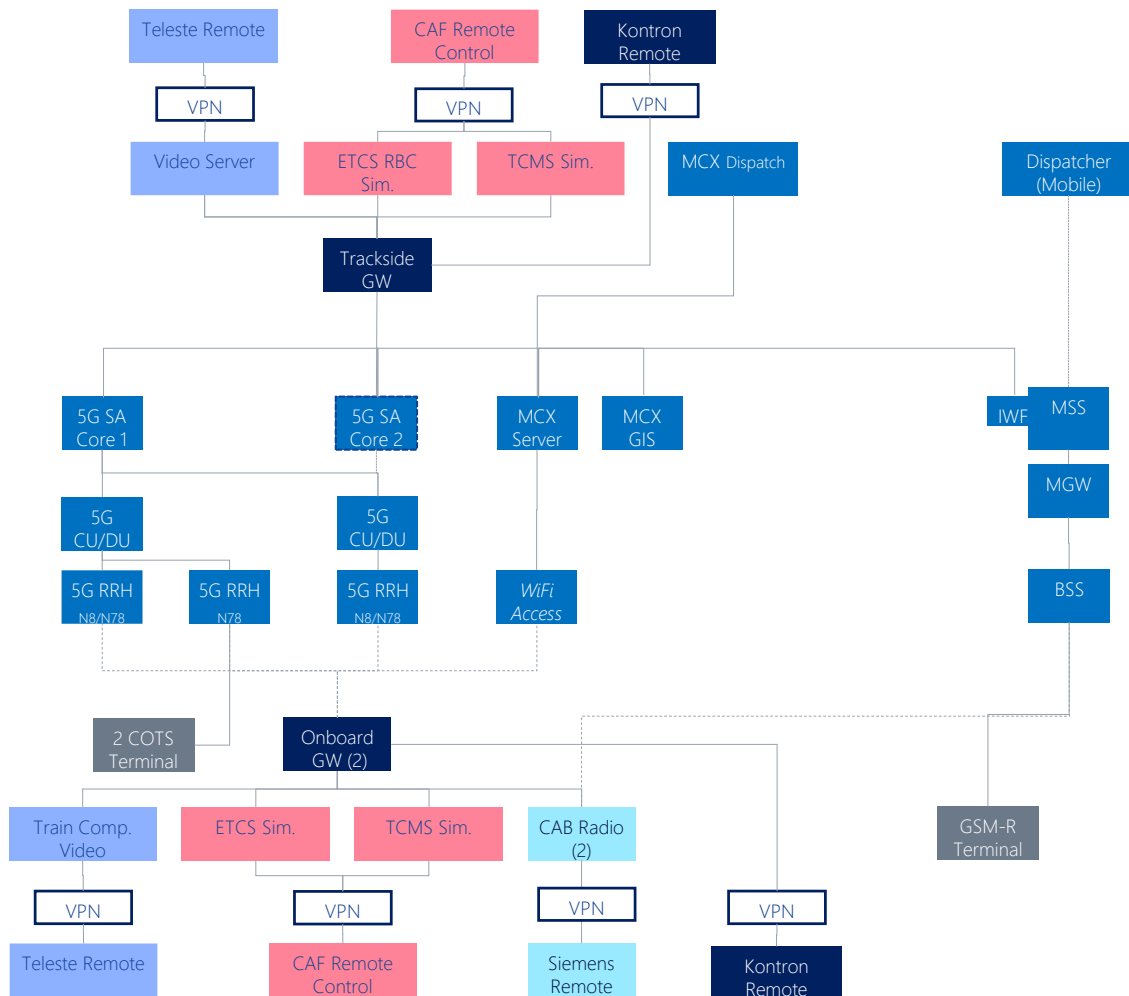 Teleste Remote
CAF Remote
Control
Kontron
Remote
VPN
VPN
VPN
Video Server
ETCS RBC
Sim.
TCMS Sim.
MCX Dispatch
Dispatcher
(Mobile)
Trackside
GW
5G SA
Core 1
5G SA
Core 2
MCX
Server
MCX
GIS
IWF
MSS
MGW
5G
CU/DU
5G
CU/DU
5G RRH
N8/N78
5G RRH
N78
5G RRH
N8/N78
WiFi
Access
BSS
2 COTS
Terminal
Onboard
GW (2)
Train Comp.
Video
ETCS Sim.
TCMS Sim.
CAB Radio
(2)
GSM-R
Terminal
VPN
VPN
VPN
VPN
Teleste Remote
CAF Remote
Control
Siemens
Remote
Kontron
Remote